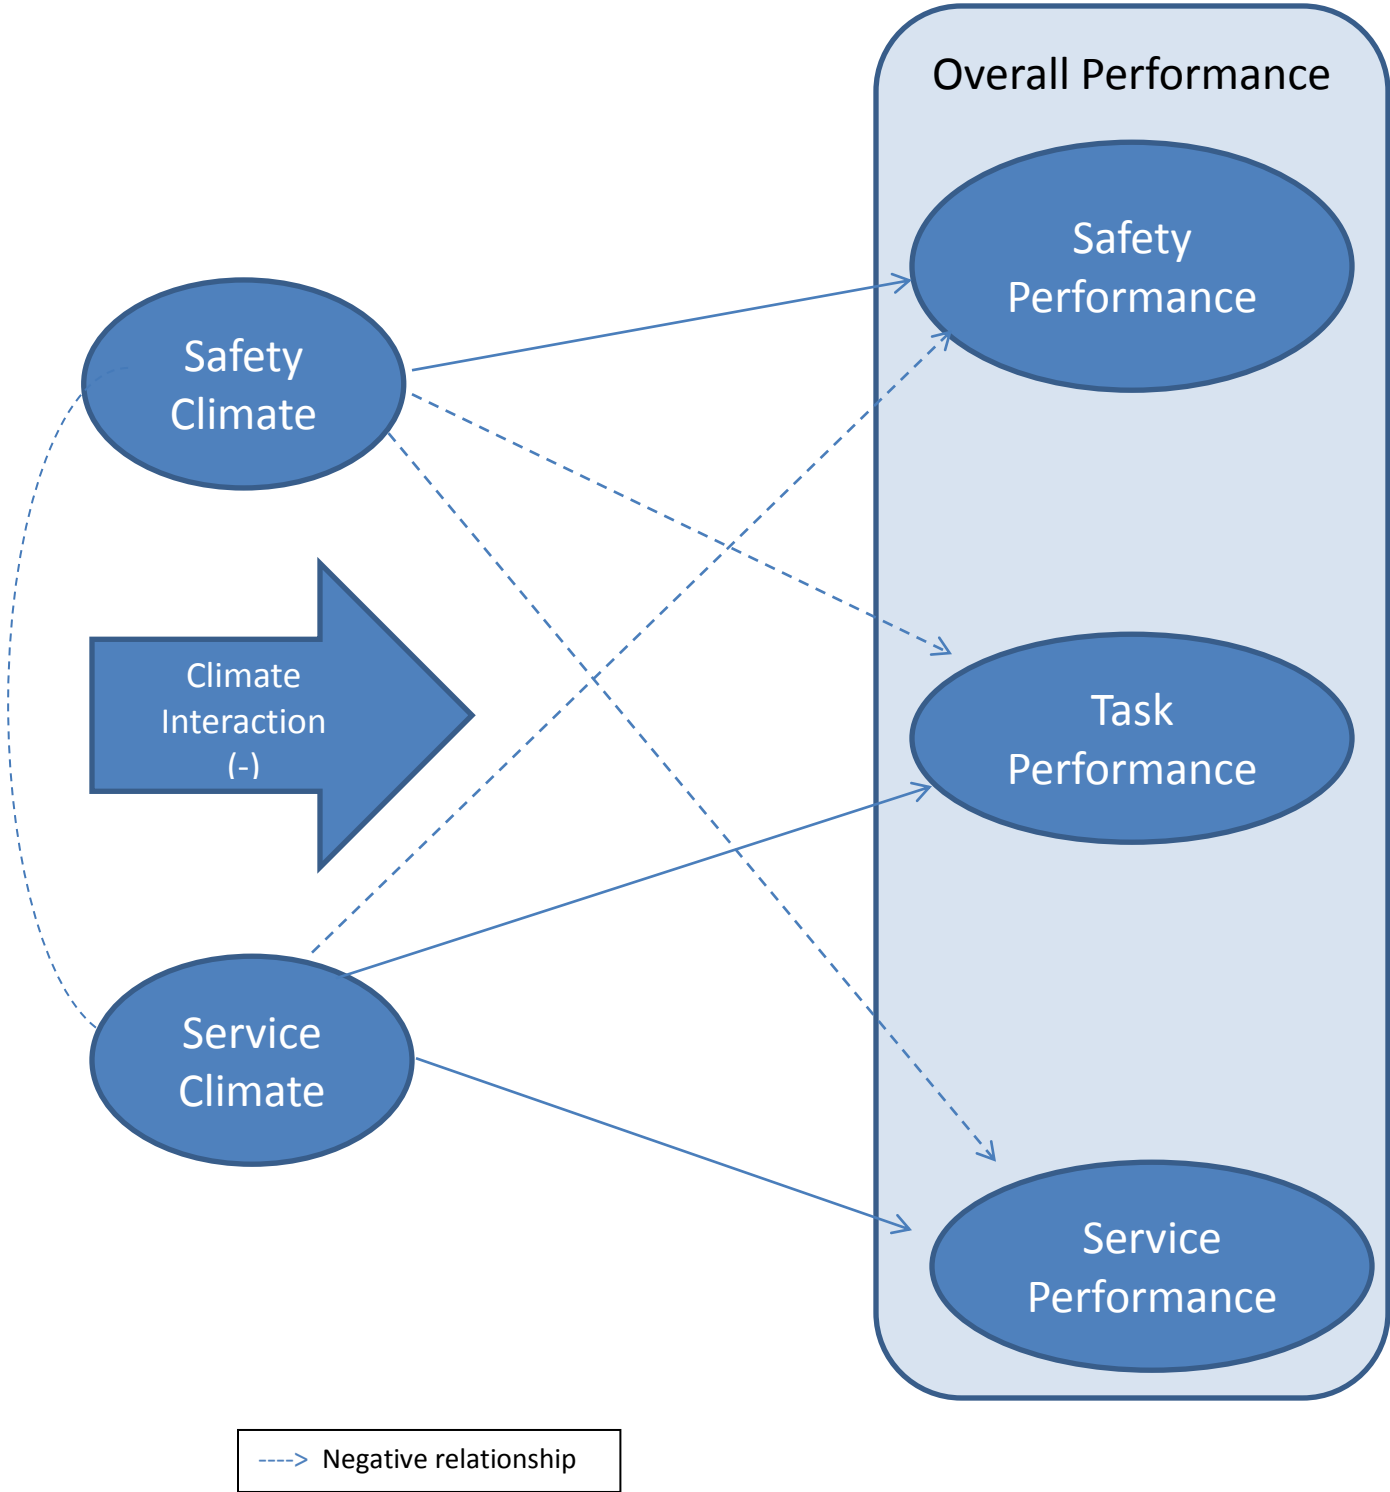 Overall Performance
Safety
Performance
Safety
Climate
Climate
Interaction
(-)
Task
Performance
Service
Climate
Service
Performance
Negative relationship